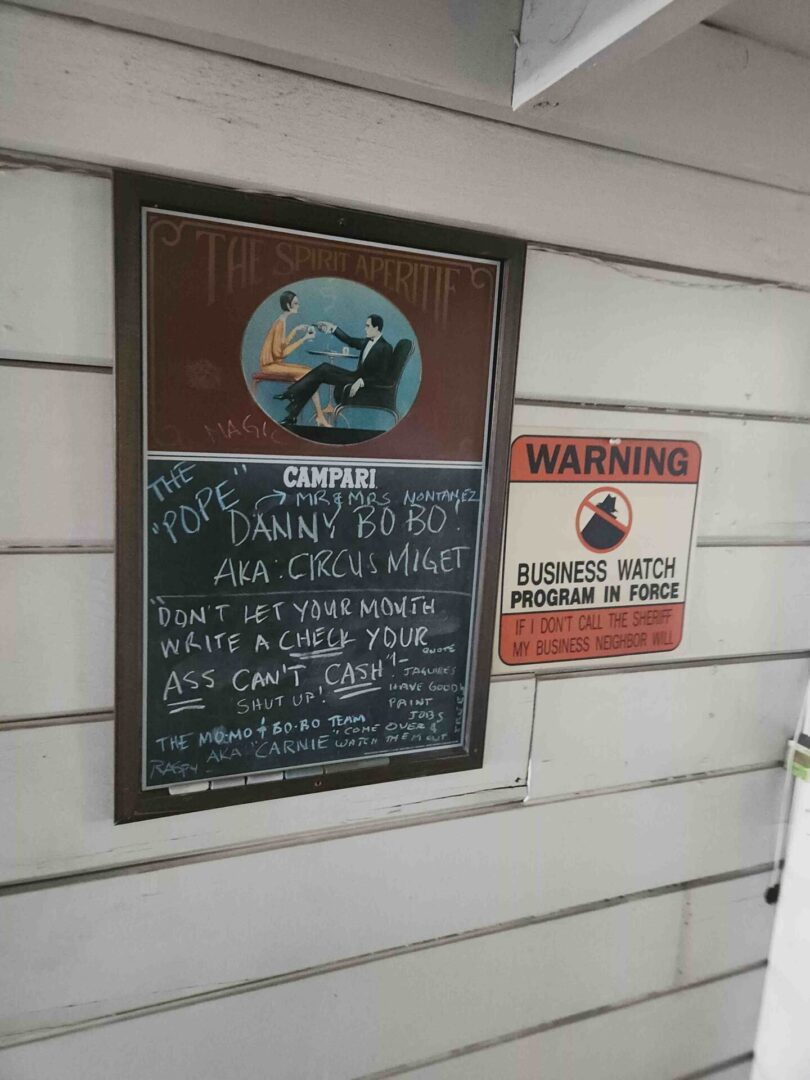 THE SPIRIT APERITIF
MAGIC
CAMPARI
THE
"POPE"
MR & MRS NONTANEZ
DANNY BO BO!
AKA: CIRCUS MIGET
"DON'T LET YOUR MOUTH
WRITE A CHECK YOUR
ASS CAN'T CASH"!-
SHUT UP!
QUOTE
JAGUARES
HAVE GOOD
PAINT
JOBS
"COME OVER &
WATCH THEM OUT
THE MO-MO & BO-BO TEAM
AKA "CARNIE"
WARNING
BUSINESS WATCH
PROGRAM IN FORCE
IF I DON'T CALL THE SHERIFF
MY BUSINESS NEIGHBOR WILL